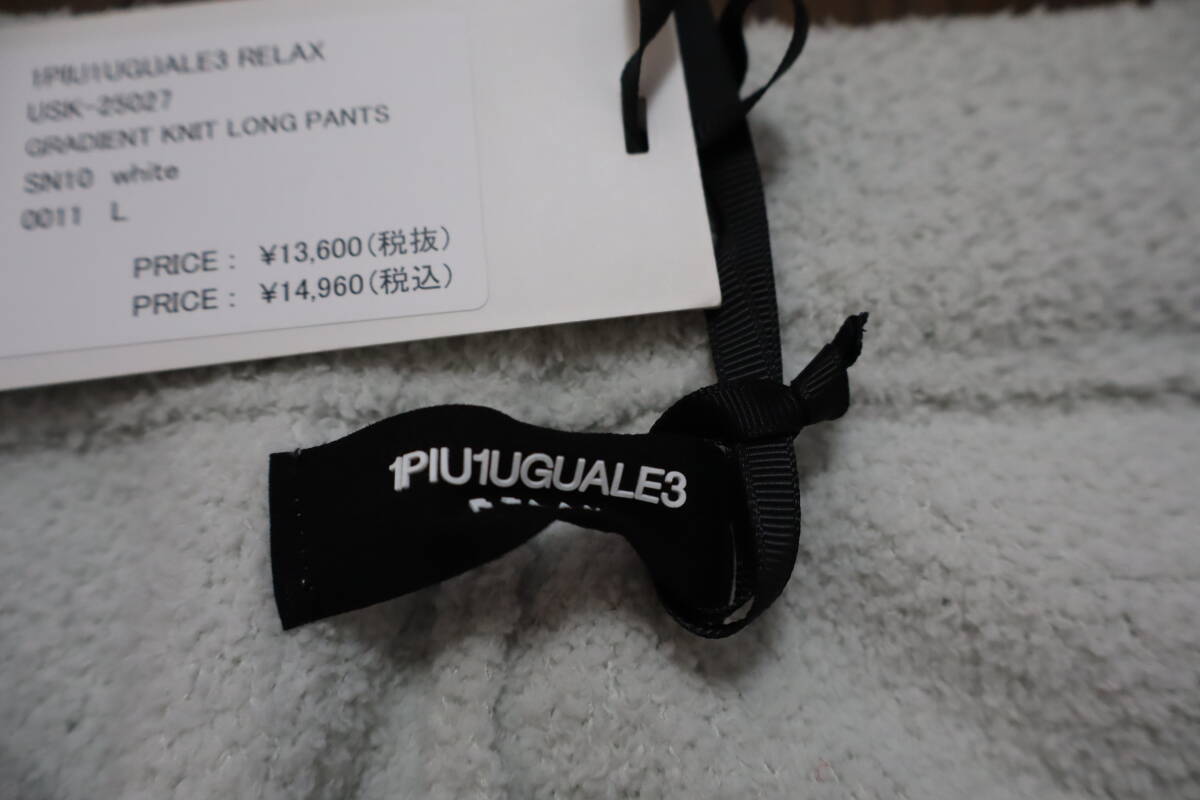 1PIU1UGUALE3 RELAX
USK-25027
GRADIENT KNIT LONG PANTS
SN10 white
0011 L
PRICE : ¥13,600(税抜)
PRICE : ¥14,960(税込)
1PIU1UGUALE3
RELAX